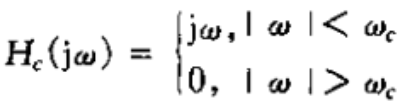 H_c(jω) = { jω, | ω | < ω_c
0, | ω | > ω_c